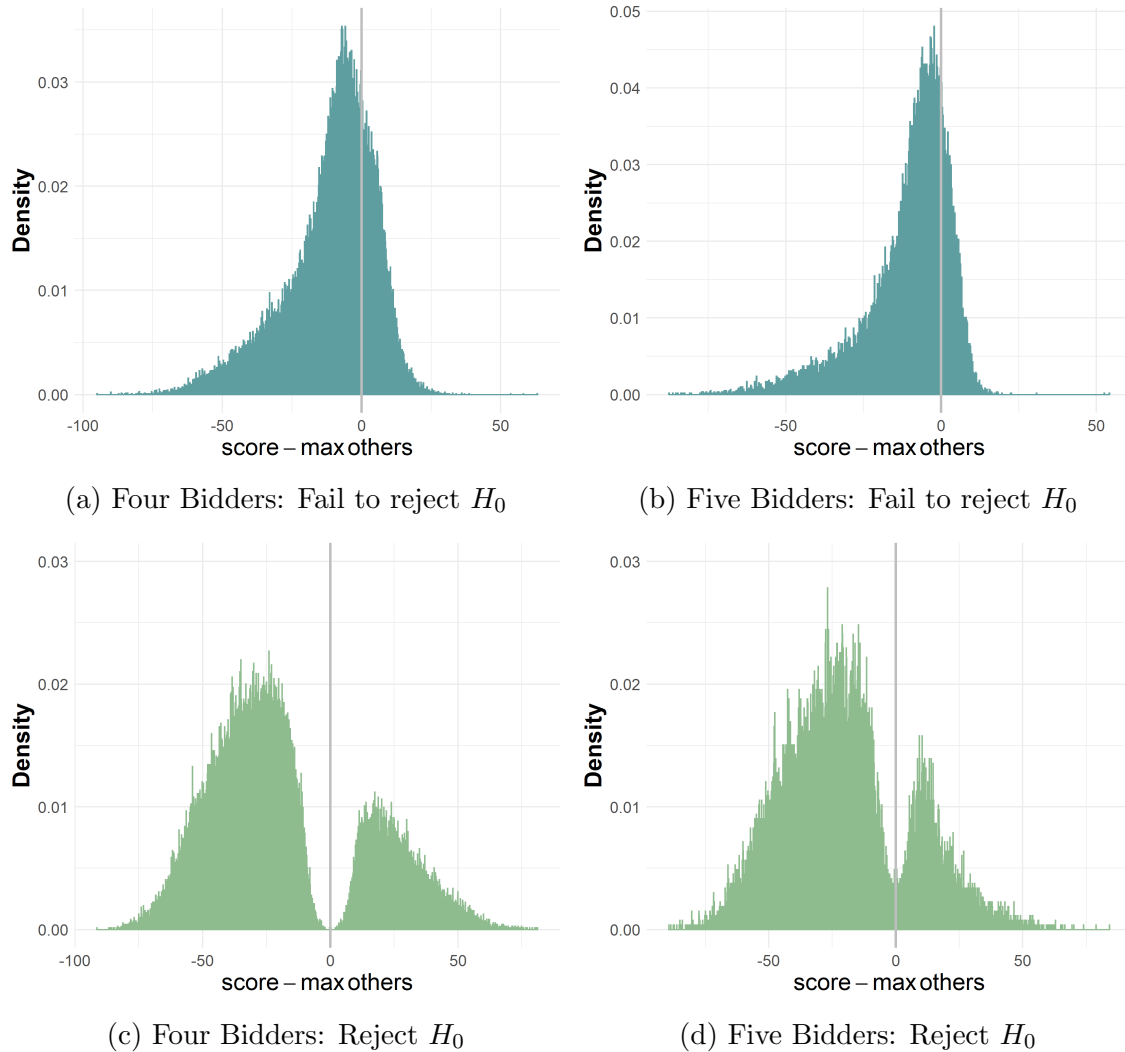 Density
0.03
0.02
0.01
0.00
-100
-50
0
50
score – max others
(a) Four Bidders: Fail to reject H₀
Density
0.05
0.04
0.03
0.02
0.01
0.00
-50
0
50
score – max others
(b) Five Bidders: Fail to reject H₀
Density
0.03
0.02
0.01
0.00
-100
-50
0
50
score – max others
(c) Four Bidders: Reject H₀
Density
0.03
0.02
0.01
0.00
-50
0
50
score – max others
(d) Five Bidders: Reject H₀